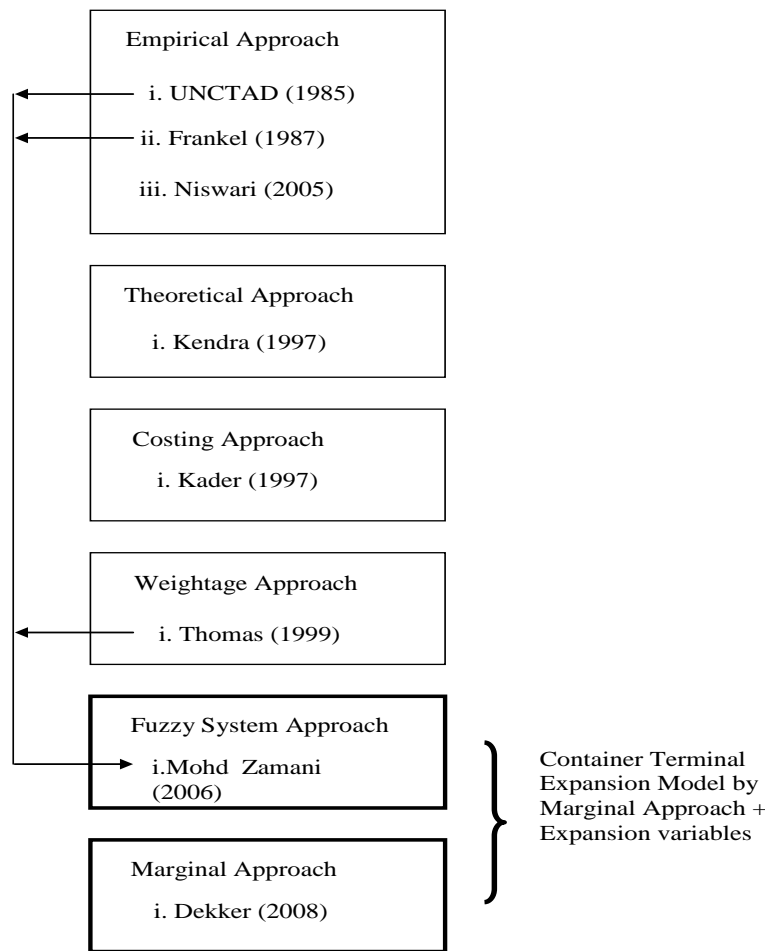 Empirical Approach
i. UNCTAD (1985)
ii. Frankel (1987)
iii. Niswari (2005)
Theoretical Approach
i. Kendra (1997)
Costing Approach
i. Kader (1997)
Weightage Approach
i. Thomas (1999)
Fuzzy System Approach
i.Mohd Zamani
(2006)
Marginal Approach
i. Dekker (2008)
Container Terminal
Expansion Model by
Marginal Approach +
Expansion variables